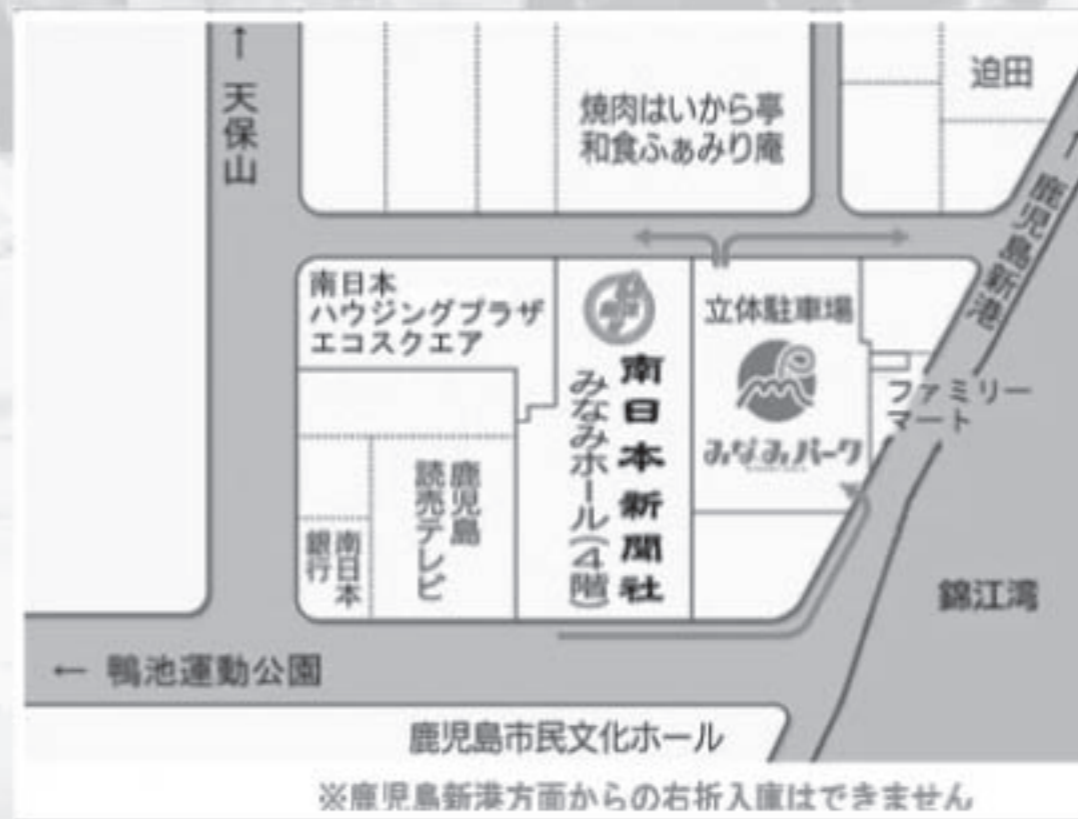 ↑ 天保山
焼肉はいから亭
和食ふぁみり庵
迫田
↑ 鹿児島新港
南日本
ハウジングプラザ
エコスクエア
南日本新聞社
みなみホール(4階)
立体駐車場
みなみパーク
ファミリー
マート
鹿児島
読売テレビ
南日本
銀行
錦江湾
← 鴨池運動公園
鹿児島市民文化ホール
※鹿児島新港方面からの右折入庫はできません